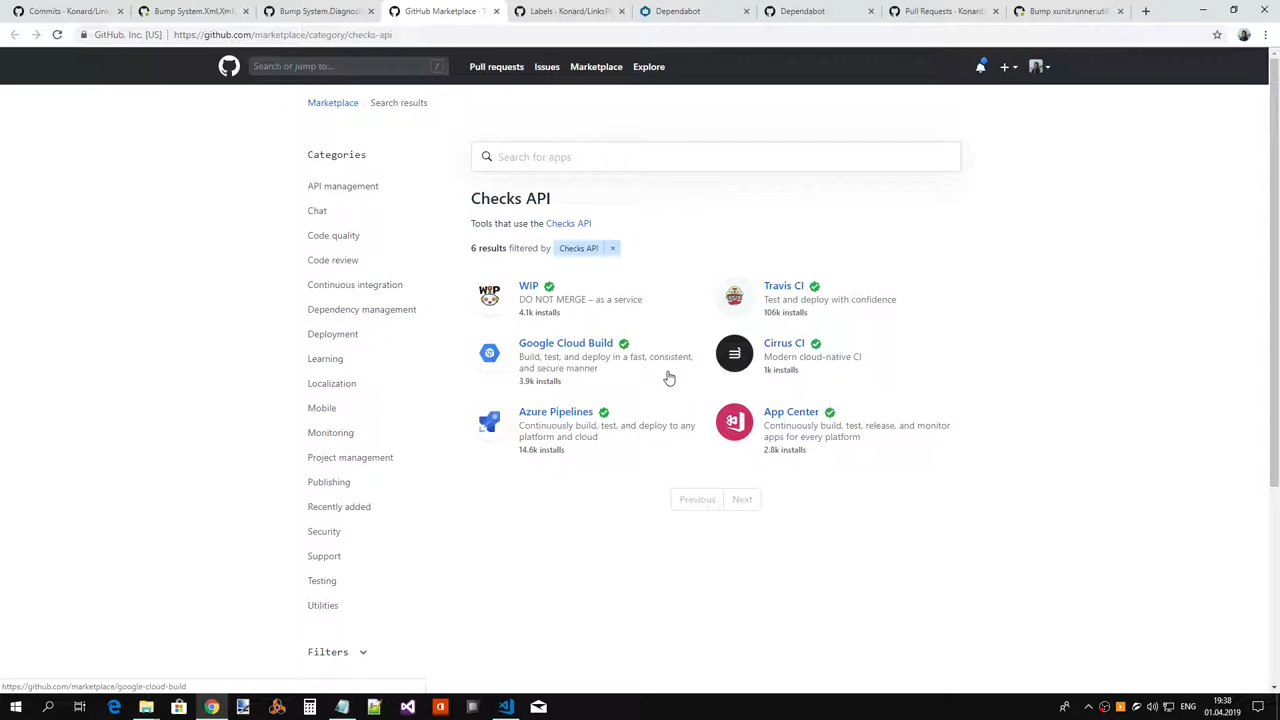 Commits - Konard/Links
Bump System.Xml.Xml
Bump System.Diagnos
GitHub Marketplace - T
Labels - Konard/LinksPl
Dependabot
Dependabot
Pull Requests - Konard
Bump xunit.runner.util
GitHub, Inc. [US] | https://github.com/marketplace/category/checks-api
Search or jump to...
/
Pull requests
Issues
Marketplace
Explore
Marketplace
Search results
Categories
API management
Chat
Code quality
Code review
Continuous integration
Dependency management
Deployment
Learning
Localization
Mobile
Monitoring
Project management
Publishing
Recently added
Security
Support
Testing
Utilities
Filters
Search for apps
Checks API
Tools that use the Checks API
6 results filtered by Checks API ×
WIP
DO NOT MERGE – as a service
4.1k installs
Travis CI
Test and deploy with confidence
106k installs
Google Cloud Build
Build, test, and deploy in a fast, consistent,
and secure manner
3.9k installs
Cirrus CI
Modern cloud-native CI
1k installs
Azure Pipelines
Continuously build, test, and deploy to any
platform and cloud
14.6k installs
App Center
Continuously build, test, release, and monitor
apps for every platform
2.8k installs
Previous
Next
https://github.com/marketplace/google-cloud-build
ENG
19:38
01.04.2019